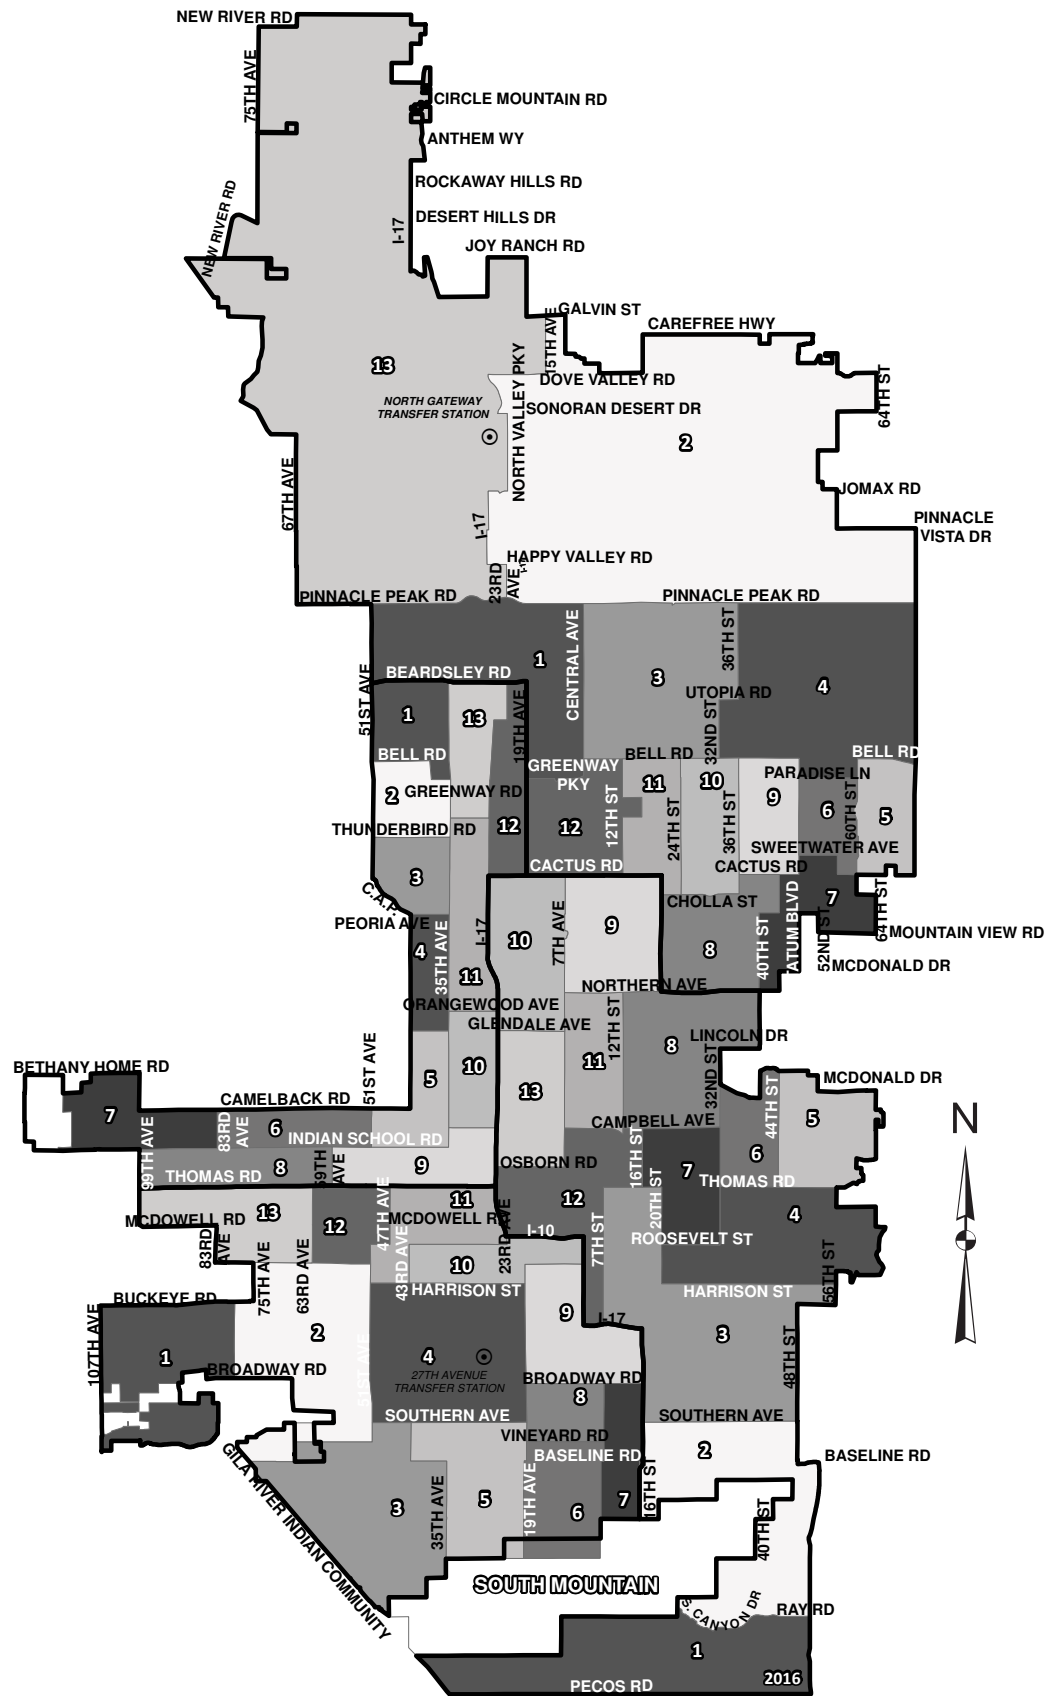 NEW RIVER RD
75TH AVE
CIRCLE MOUNTAIN RD
ANTHEM WY
ROCKAWAY HILLS RD
NEW RIVER RD
DESERT HILLS DR
I-17
JOY RANCH RD
GALVIN ST
15TH AVE
CAREFREE HWY
13
NORTH VALLEY PKY
DOVE VALLEY RD
64TH ST
NORTH GATEWAY
TRANSFER STATION
SONORAN DESERT DR
2
67TH AVE
JOMAX RD
I-17
PINNACLE
VISTA DR
HAPPY VALLEY RD
I-17
23RD
AVE
PINNACLE PEAK RD
PINNACLE PEAK RD
CENTRAL AVE
36TH ST
1
BEARDSLEY RD
3
4
UTOPIA RD
51ST AVE
1
13
19TH AVE
32ND ST
BELL RD
BELL RD
BELL RD
GREENWAY
PKY
PARADISE LN
2
GREENWAY RD
11
10
9
6
60TH ST
5
THUNDERBIRD RD
12
12
12TH ST
24TH ST
36TH ST
SWEETWATER AVE
3
CACTUS RD
CACTUS RD
C.A.P.
CHOLLA ST
TATUM BLVD
7
64TH ST
PEORIA AVE
35TH AVE
I-17
10
7TH AVE
9
8
40TH ST
52ND ST
MOUNTAIN VIEW RD
4
MCDONALD DR
11
NORTHERN AVE
ORANGEWOOD AVE
GLENDALE AVE
12TH ST
LINCOLN DR
51ST AVE
8
BETHANY HOME RD
10
11
32ND ST
5
13
MCDONALD DR
CAMELBACK RD
44TH ST
7
83RD
AVE
6
CAMPBELL AVE
5
INDIAN SCHOOL RD
99TH AVE
69TH
AVE
16TH ST
6
THOMAS RD
8
9
OSBORN RD
7
THOMAS RD
20TH ST
47TH AVE
11
12
13
12
MCDOWELL RD
MCDOWELL RD
23RD AVE
4
83RD
AVE
I-10
7TH ST
ROOSEVELT ST
75TH AVE
63RD AVE
43RD AVE
10
56TH ST
HARRISON ST
HARRISON ST
BUCKEYE RD
107TH AVE
2
9
I-17
3
1
51ST AVE
4
48TH ST
BROADWAY RD
27TH AVENUE
TRANSFER STATION
BROADWAY RD
8
SOUTHERN AVE
SOUTHERN AVE
VINEYARD RD
2
BASELINE RD
BASELINE RD
GILA RIVER INDIAN COMMUNITY
16TH ST
3
35TH AVE
5
19TH AVE
6
7
40TH ST
SOUTH MOUNTAIN
S. CANYON DR
RAY RD
1
2016
PECOS RD
N